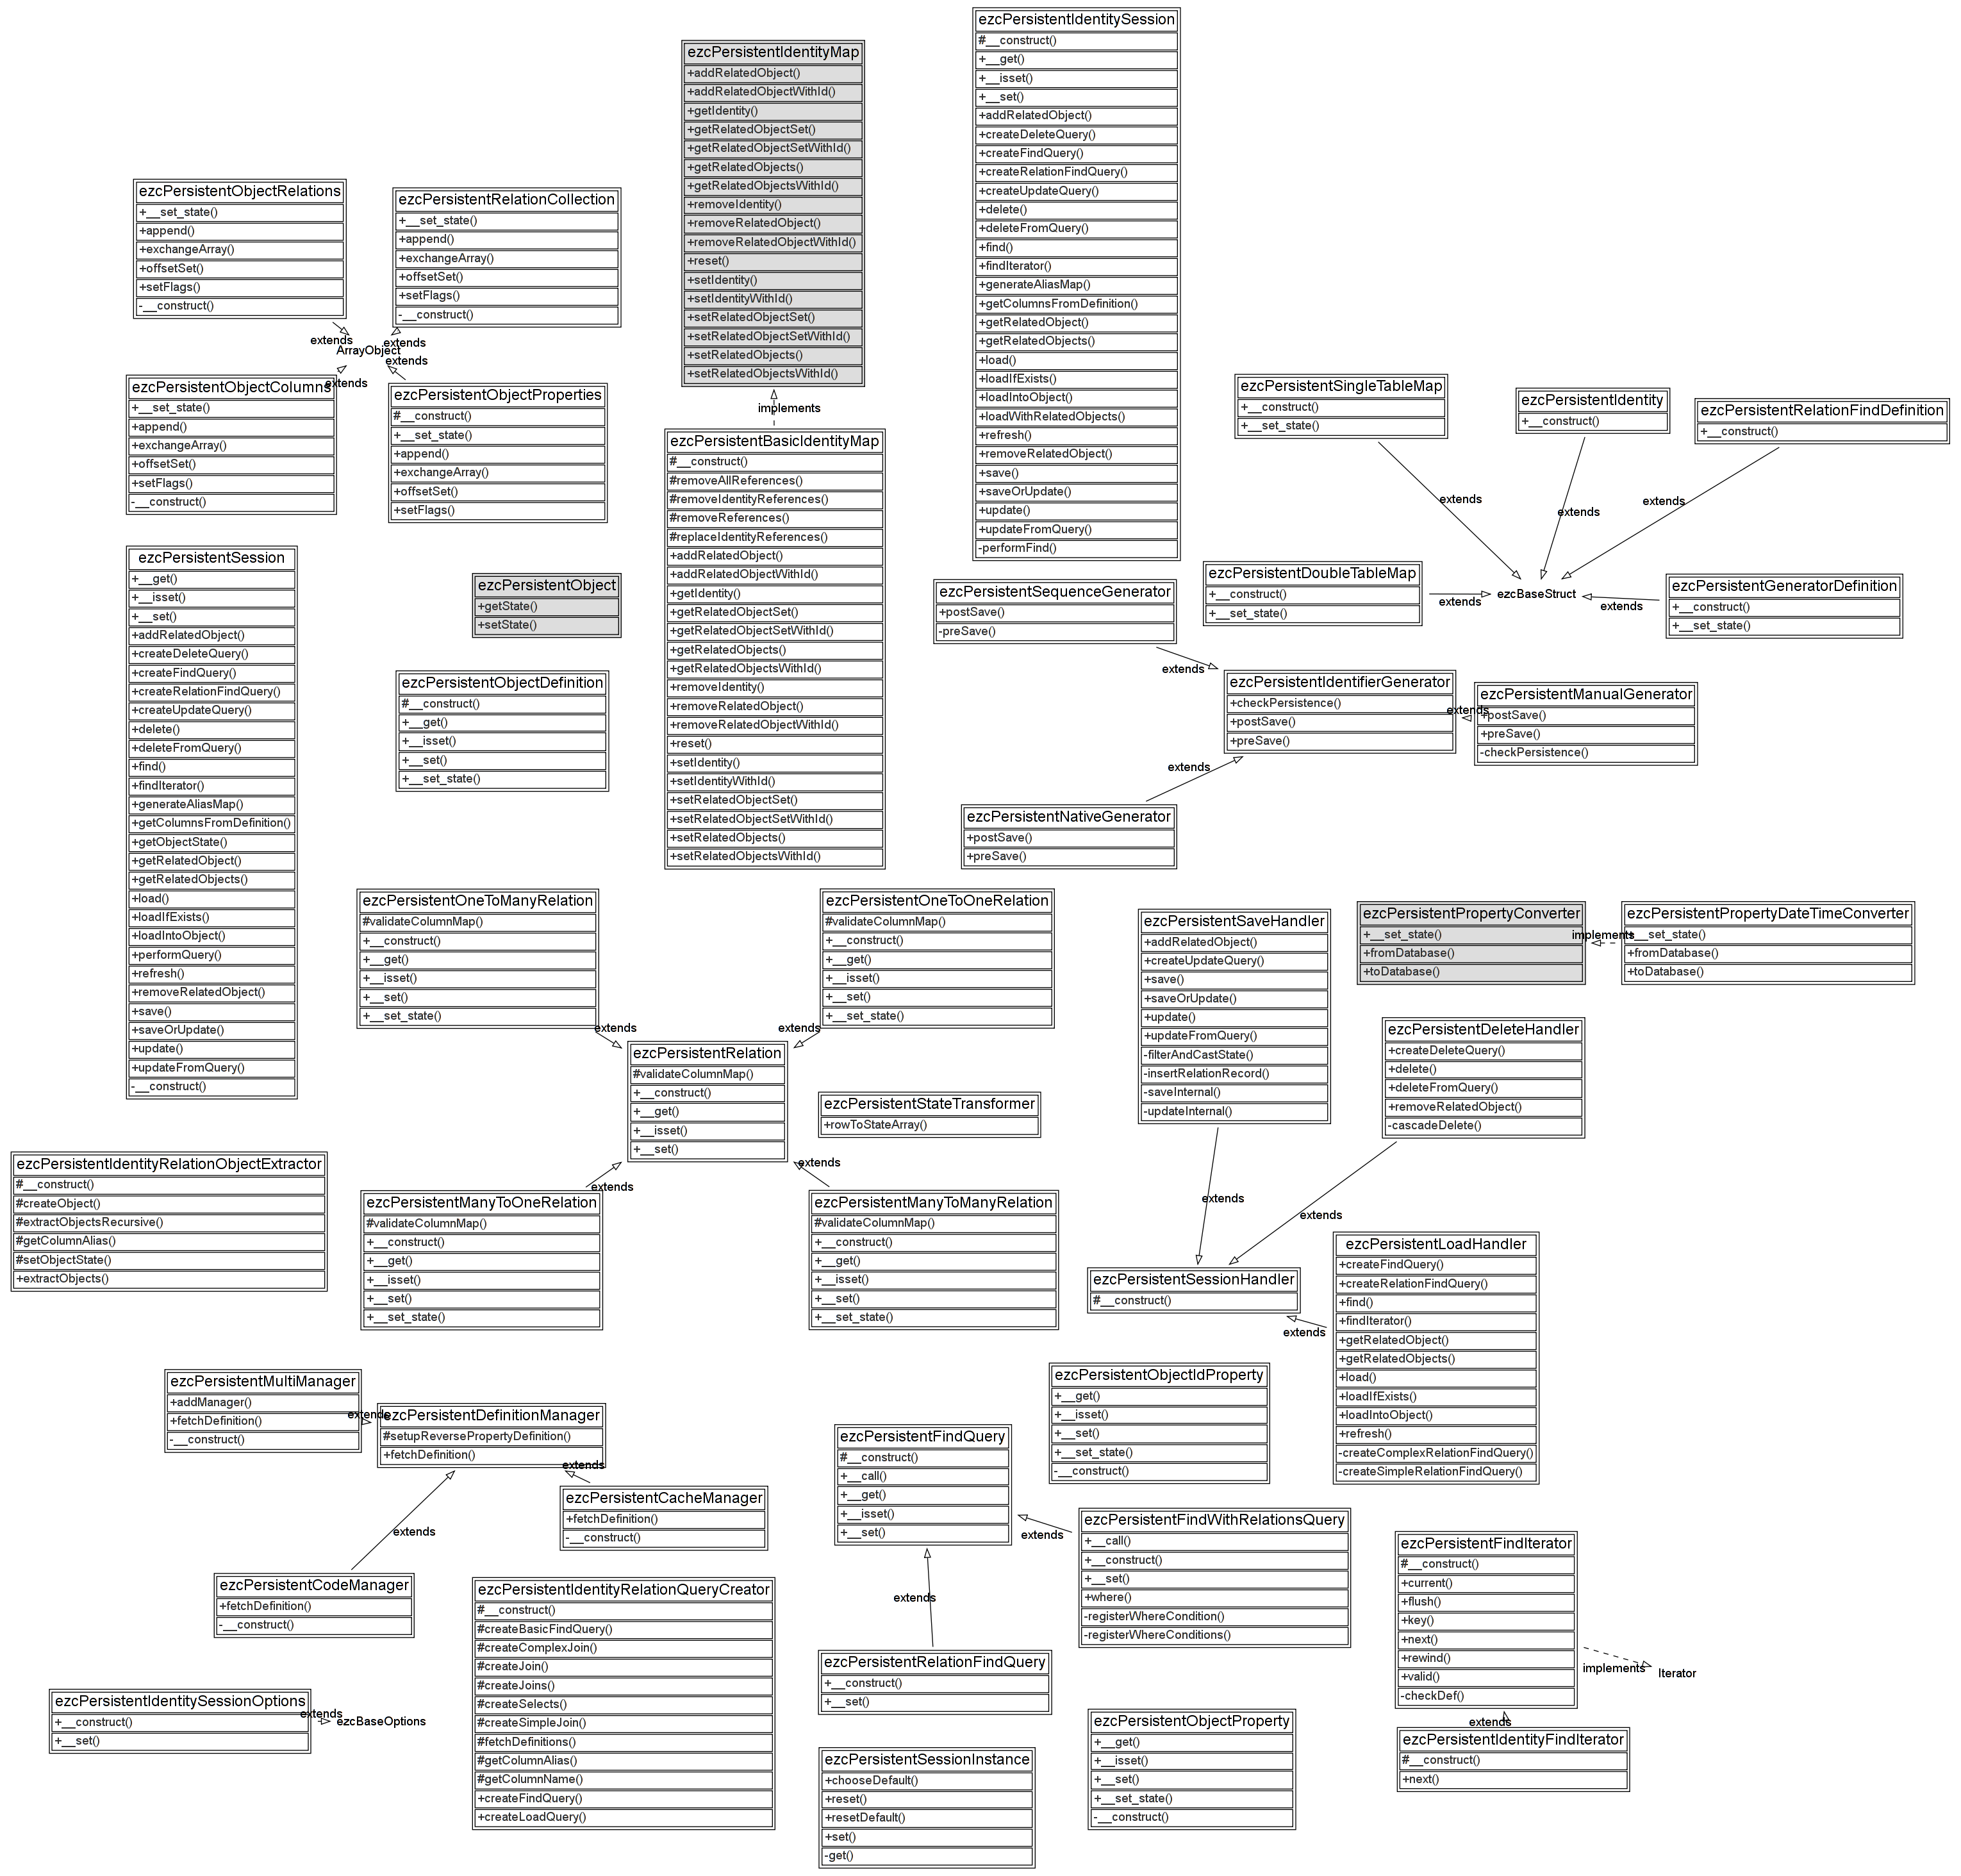 ezcPersistentIdentitySession
#__construct()
+__get()
+__isset()
+__set()
+addRelatedObject()
+createDeleteQuery()
+createFindQuery()
+createRelationFindQuery()
+createUpdateQuery()
+delete()
+deleteFromQuery()
+find()
+findIterator()
+generateAliasMap()
+getColumnsFromDefinition()
+getRelatedObject()
+getRelatedObjects()
+load()
+loadIfExists()
+loadIntoObject()
+loadWithRelatedObjects()
+refresh()
+removeRelatedObject()
+save()
+saveOrUpdate()
+update()
+updateFromQuery()
-performFind()
ezcPersistentIdentityMap
+addRelatedObject()
+addRelatedObjectWithId()
+getIdentity()
+getRelatedObjectSet()
+getRelatedObjectSetWithId()
+getRelatedObjects()
+getRelatedObjectsWithId()
+removeIdentity()
+removeRelatedObject()
+removeRelatedObjectWithId()
+reset()
+setIdentity()
+setIdentityWithId()
+setRelatedObjectSet()
+setRelatedObjectSetWithId()
+setRelatedObjects()
+setRelatedObjectsWithId()
implements
ezcPersistentObjectRelations
+__set_state()
+append()
+exchangeArray()
+offsetSet()
+setFlags()
-__construct()
ezcPersistentRelationCollection
+__set_state()
+append()
+exchangeArray()
+offsetSet()
+setFlags()
-__construct()
extends
extends
ArrayObject
extends
extends
ezcPersistentObjectColumns
+__set_state()
+append()
+exchangeArray()
+offsetSet()
+setFlags()
-__construct()
ezcPersistentObjectProperties
#__construct()
+__set_state()
+append()
+exchangeArray()
+offsetSet()
+setFlags()
ezcPersistentBasicIdentityMap
#__construct()
#removeAllReferences()
#removeIdentityReferences()
#removeReferences()
#replaceIdentityReferences()
+addRelatedObject()
+addRelatedObjectWithId()
+getIdentity()
+getRelatedObjectSet()
+getRelatedObjectSetWithId()
+getRelatedObjects()
+getRelatedObjectsWithId()
+removeIdentity()
+removeRelatedObject()
+removeRelatedObjectWithId()
+reset()
+setIdentity()
+setIdentityWithId()
+setRelatedObjectSet()
+setRelatedObjectSetWithId()
+setRelatedObjects()
+setRelatedObjectsWithId()
ezcPersistentSingleTableMap
+__construct()
+__set_state()
ezcPersistentIdentity
+__construct()
ezcPersistentRelationFindDefinition
+__construct()
extends
extends
extends
ezcPersistentDoubleTableMap
+__construct()
+__set_state()
extends
ezcBaseStruct
extends
ezcPersistentGeneratorDefinition
+__construct()
+__set_state()
ezcPersistentSession
+__get()
+__isset()
+__set()
+addRelatedObject()
+createDeleteQuery()
+createFindQuery()
+createRelationFindQuery()
+createUpdateQuery()
+delete()
+deleteFromQuery()
+find()
+findIterator()
+generateAliasMap()
+getColumnsFromDefinition()
+getObjectState()
+getRelatedObject()
+getRelatedObjects()
+load()
+loadIfExists()
+loadIntoObject()
+performQuery()
+refresh()
+removeRelatedObject()
+save()
+saveOrUpdate()
+update()
+updateFromQuery()
-__construct()
ezcPersistentObject
+getState()
+setState()
ezcPersistentObjectDefinition
#__construct()
+__get()
+__isset()
+__set()
+__set_state()
ezcPersistentSequenceGenerator
+postSave()
-preSave()
extends
ezcPersistentIdentifierGenerator
+checkPersistence()
+postSave()
+preSave()
extends
ezcPersistentManualGenerator
+postSave()
+preSave()
-checkPersistence()
extends
ezcPersistentNativeGenerator
+postSave()
+preSave()
ezcPersistentOneToManyRelation
#validateColumnMap()
+__construct()
+__get()
+__isset()
+__set()
+__set_state()
ezcPersistentOneToOneRelation
#validateColumnMap()
+__construct()
+__get()
+__isset()
+__set()
+__set_state()
extends
extends
ezcPersistentRelation
#validateColumnMap()
+__construct()
+__get()
+__isset()
+__set()
ezcPersistentStateTransformer
+rowToStateArray()
extends
extends
ezcPersistentManyToOneRelation
#validateColumnMap()
+__construct()
+__get()
+__isset()
+__set()
+__set_state()
ezcPersistentManyToManyRelation
#validateColumnMap()
+__construct()
+__get()
+__isset()
+__set()
+__set_state()
ezcPersistentSaveHandler
+addRelatedObject()
+createUpdateQuery()
+save()
+saveOrUpdate()
+update()
+updateFromQuery()
-filterAndCastState()
-insertRelationRecord()
-saveInternal()
-updateInternal()
ezcPersistentPropertyConverter
+__set_state()
+fromDatabase()
+toDatabase()
implements
ezcPersistentPropertyDateTimeConverter
+__set_state()
+fromDatabase()
+toDatabase()
ezcPersistentDeleteHandler
+createDeleteQuery()
+delete()
+deleteFromQuery()
+removeRelatedObject()
-cascadeDelete()
extends
extends
ezcPersistentSessionHandler
#__construct()
extends
ezcPersistentLoadHandler
+createFindQuery()
+createRelationFindQuery()
+find()
+findIterator()
+getRelatedObject()
+getRelatedObjects()
+load()
+loadIfExists()
+loadIntoObject()
+refresh()
-createComplexRelationFindQuery()
-createSimpleRelationFindQuery()
ezcPersistentIdentityRelationObjectExtractor
#__construct()
#createObject()
#extractObjectsRecursive()
#getColumnAlias()
#setObjectState()
+extractObjects()
ezcPersistentMultiManager
+addManager()
+fetchDefinition()
-__construct()
extends
ezcPersistentDefinitionManager
#setupReversePropertyDefinition()
+fetchDefinition()
extends
extends
ezcPersistentCacheManager
+fetchDefinition()
-__construct()
ezcPersistentCodeManager
+fetchDefinition()
-__construct()
ezcPersistentObjectIdProperty
+__get()
+__isset()
+__set()
+__set_state()
-__construct()
ezcPersistentFindQuery
#__construct()
+__call()
+__get()
+__isset()
+__set()
extends
extends
ezcPersistentFindWithRelationsQuery
+__call()
+__construct()
+__set()
+where()
-registerWhereCondition()
-registerWhereConditions()
ezcPersistentRelationFindQuery
+__construct()
+__set()
ezcPersistentFindIterator
#__construct()
+current()
+flush()
+key()
+next()
+rewind()
+valid()
-checkDef()
implements
Iterator
extends
ezcPersistentIdentityFindIterator
#__construct()
+next()
ezcPersistentIdentityRelationQueryCreator
#__construct()
#createBasicFindQuery()
#createComplexJoin()
#createJoin()
#createJoins()
#createSelects()
#createSimpleJoin()
#fetchDefinitions()
#getColumnAlias()
#getColumnName()
+createFindQuery()
+createLoadQuery()
ezcPersistentIdentitySessionOptions
+__construct()
+__set()
extends
ezcBaseOptions
ezcPersistentSessionInstance
+chooseDefault()
+reset()
+resetDefault()
+set()
-get()
ezcPersistentObjectProperty
+__get()
+__isset()
+__set()
+__set_state()
-__construct()